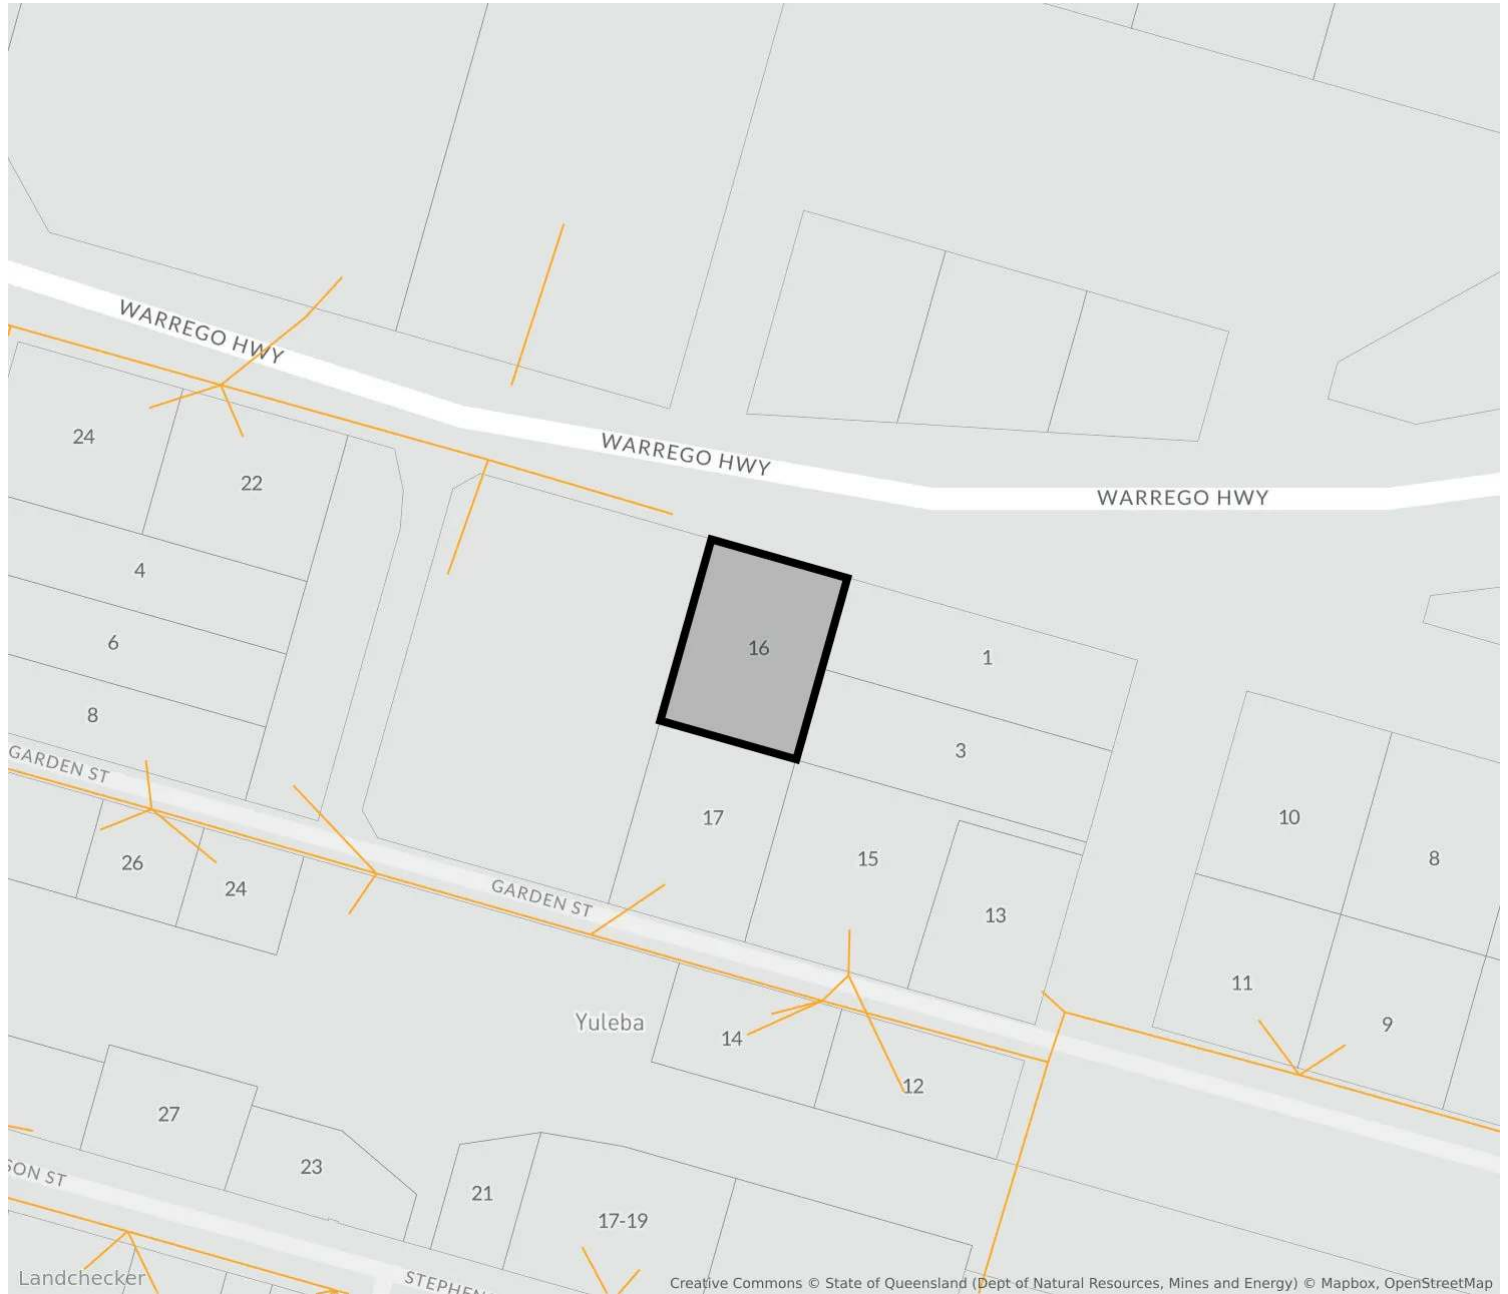 WARREGO HWY
24
WARREGO HWY
22
WARREGO HWY
4
6
16
1
8
3
GARDEN ST
17
10
15
8
26
24
GARDEN ST
13
11
Yuleba
14
9
12
27
23
SON ST
21
17-19
Landchecker
STEPHEN
Creative Commons © State of Queensland (Dept of Natural Resources, Mines and Energy) © Mapbox, OpenStreetMap